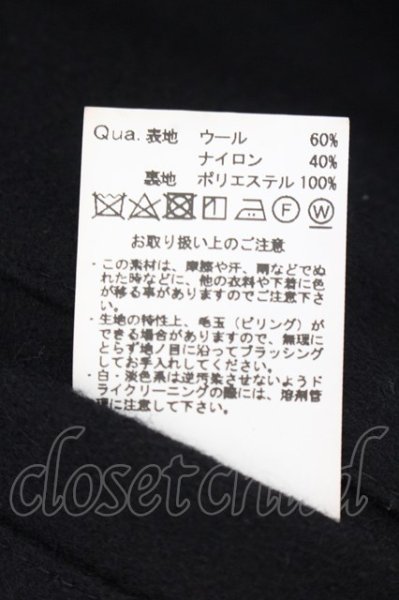 Qua. 表地 ウール 60%
ナイロン 40%
裏地 ポリエステル 100%
F W
お取り扱い上のご注意
・この素材は、摩擦や汗、雨などでぬ
れた時などに、他の衣料や下着に色
が移る事がありますのでご注意下さ
い。
・生地の特性上、毛玉（ピリング）が
できる場合がありますので、無理に
とらず地ノ目に沿ってブラッシング
してお手入れしてください。
・白・淡色系は逆汚染させないようド
ライクリーニングの際には、溶剤管
理に注意して下さい。
closetchild